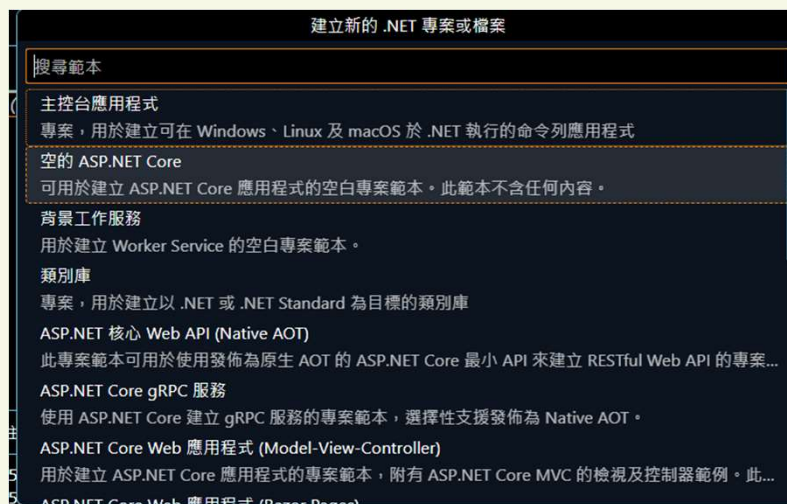 建立新的 .NET 專案或檔案
搜尋範本
主控台應用程式
專案，用於建立可在 Windows、Linux 及 macOS 於 .NET 執行的命令列應用程式
空的 ASP.NET Core
可用於建立 ASP.NET Core 應用程式的空白專案範本。此範本不含任何內容。
背景工作服務
用於建立 Worker Service 的空白專案範本。
類別庫
專案，用於建立以 .NET 或 .NET Standard 為目標的類別庫
ASP.NET 核心 Web API (Native AOT)
此專案範本可用於使用發佈為原生 AOT 的 ASP.NET Core 最小 API 來建立 RESTful Web API 的專案...
ASP.NET Core gRPC 服務
使用 ASP.NET Core 建立 gRPC 服務的專案範本，選擇性支援發佈為 Native AOT。
ASP.NET Core Web 應用程式 (Model-View-Controller)
用於建立 ASP.NET Core 應用程式的專案範本，附有 ASP.NET Core MVC 的檢視及控制器範例。此...
ASP.NET Core Web 應用程式 (Razor Pages)